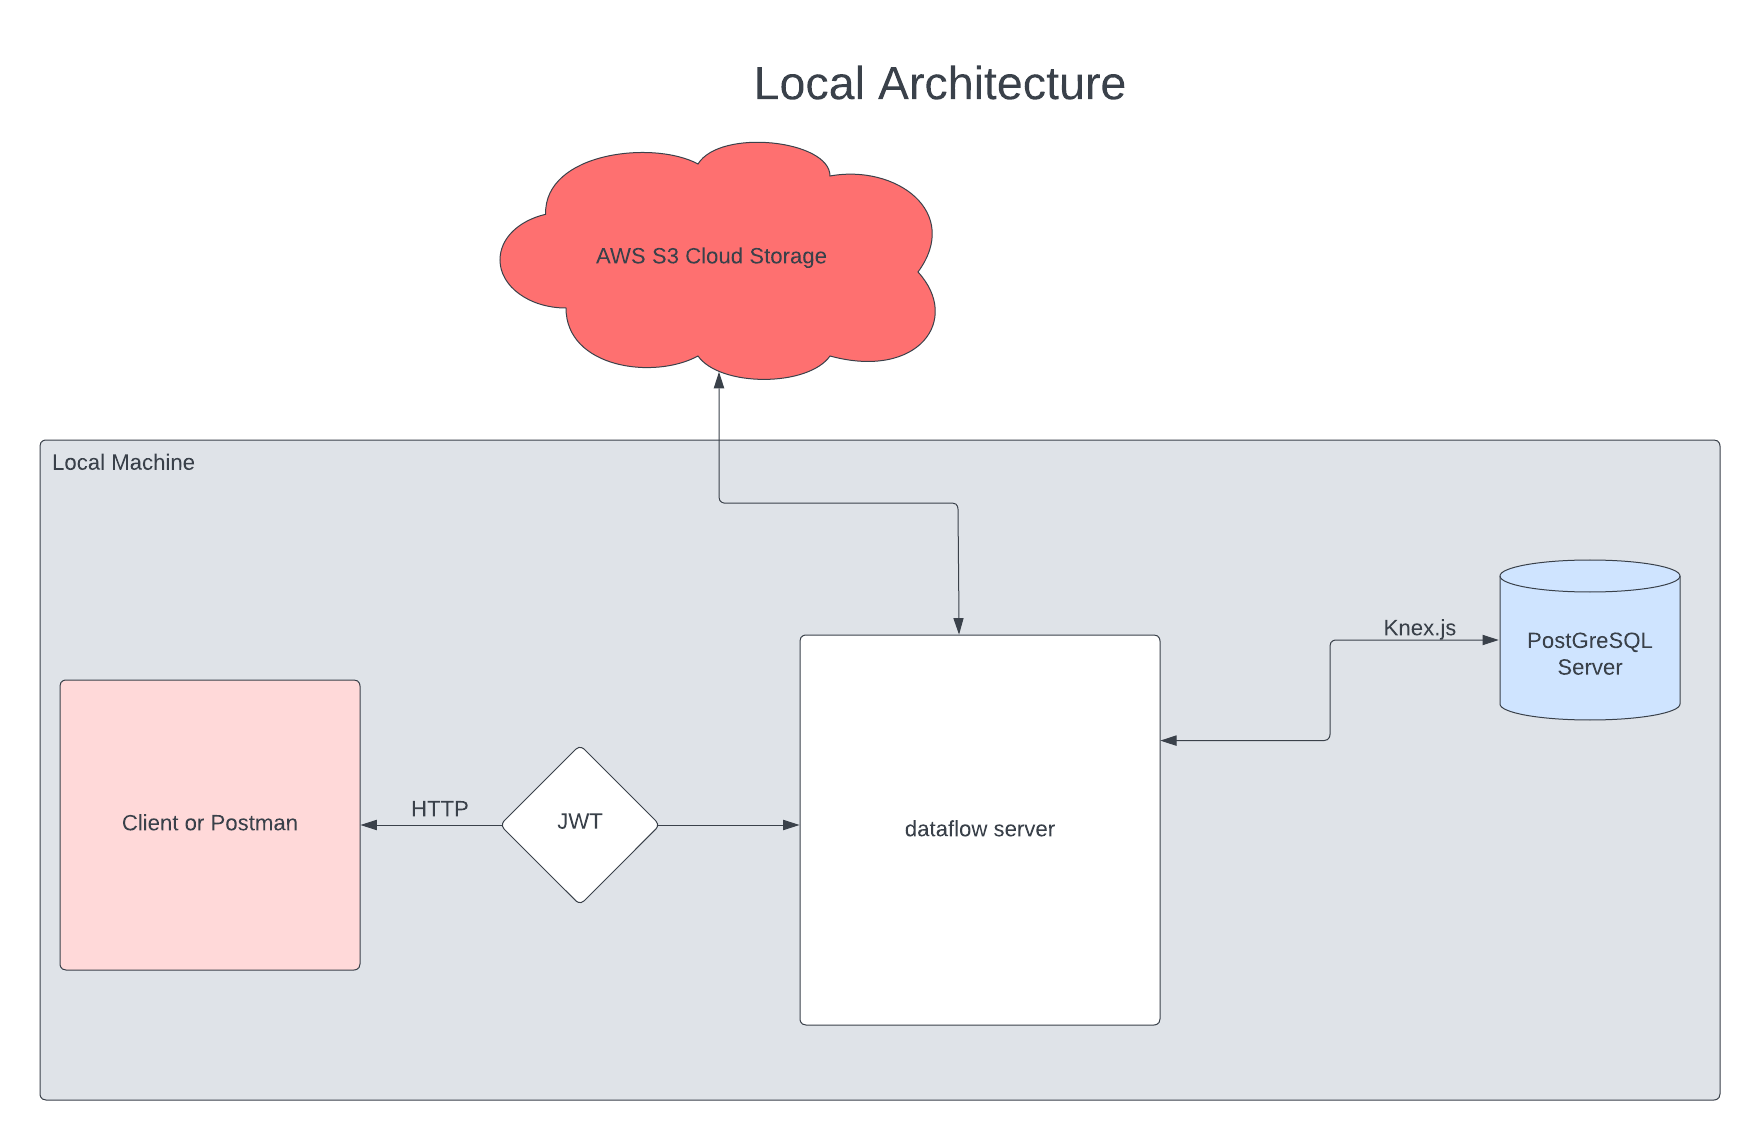 Local Architecture
AWS S3 Cloud Storage
Local Machine
Knex.js
PostGreSQL
Server
Client or Postman
HTTP
JWT
dataflow server